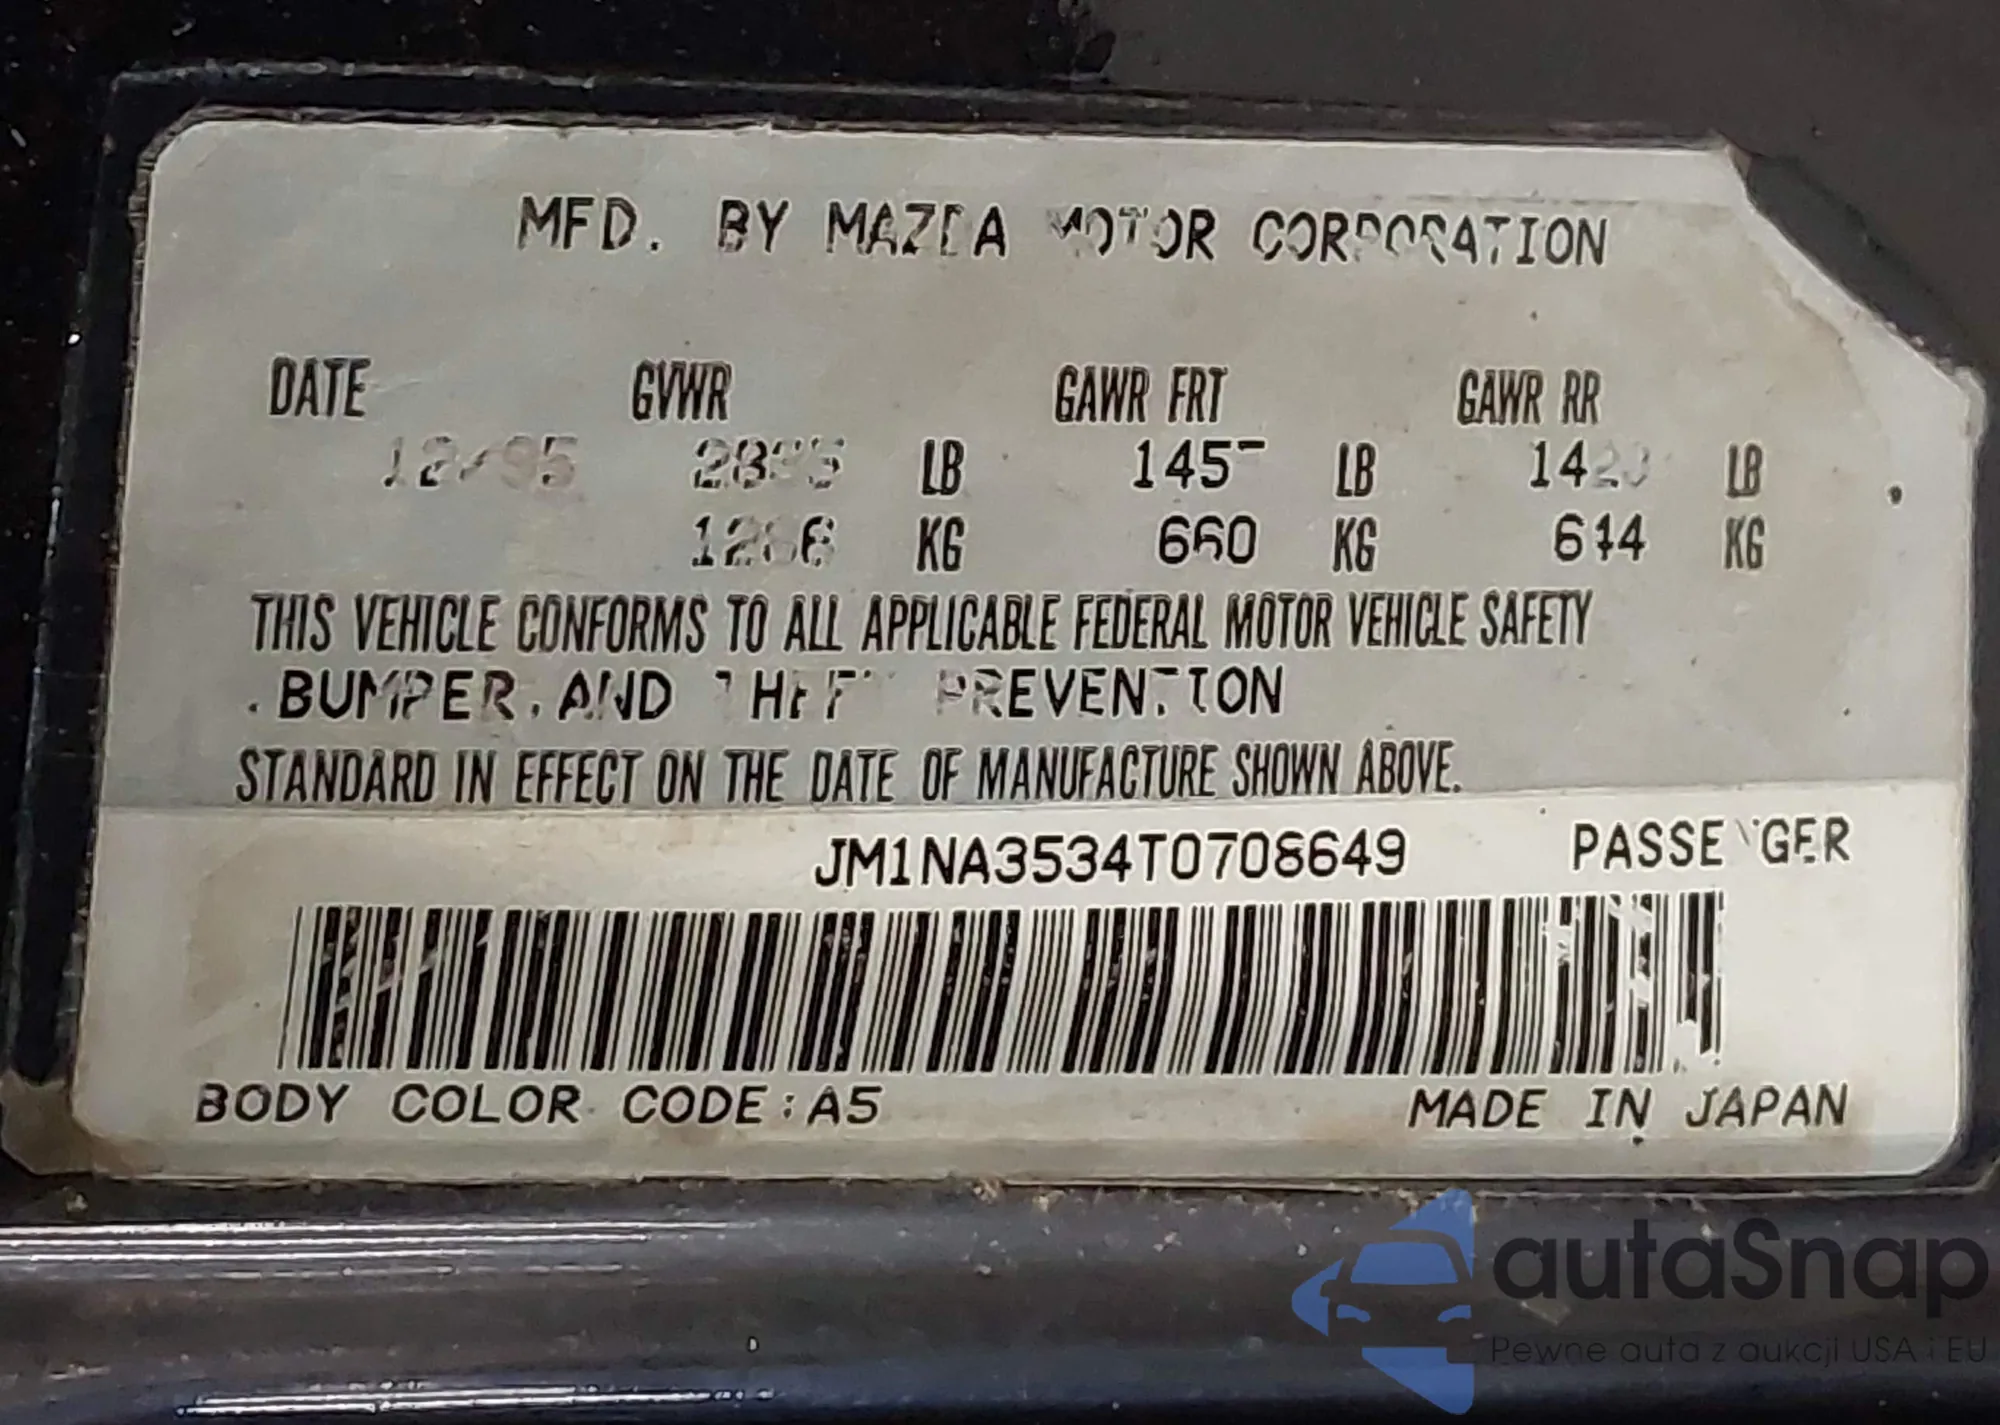 MFD. BY MAZDA MOTOR CORPORATION
DATE GVWR GAWR FRT GAWR RR
12/95 LB LB LB
KG 660 KG 644 KG
THIS VEHICLE CONFORMS TO ALL APPLICABLE FEDERAL MOTOR VEHICLE SAFETY
.BUMPER.AND THEFT PREVENTION
STANDARD IN EFFECT ON THE DATE OF MANUFACTURE SHOWN ABOVE.
JM1NA3534T0708649 PASSENGER
BODY COLOR CODE:A5 MADE IN JAPAN
autaSnap
Pewne auta z aukcji USA i EU